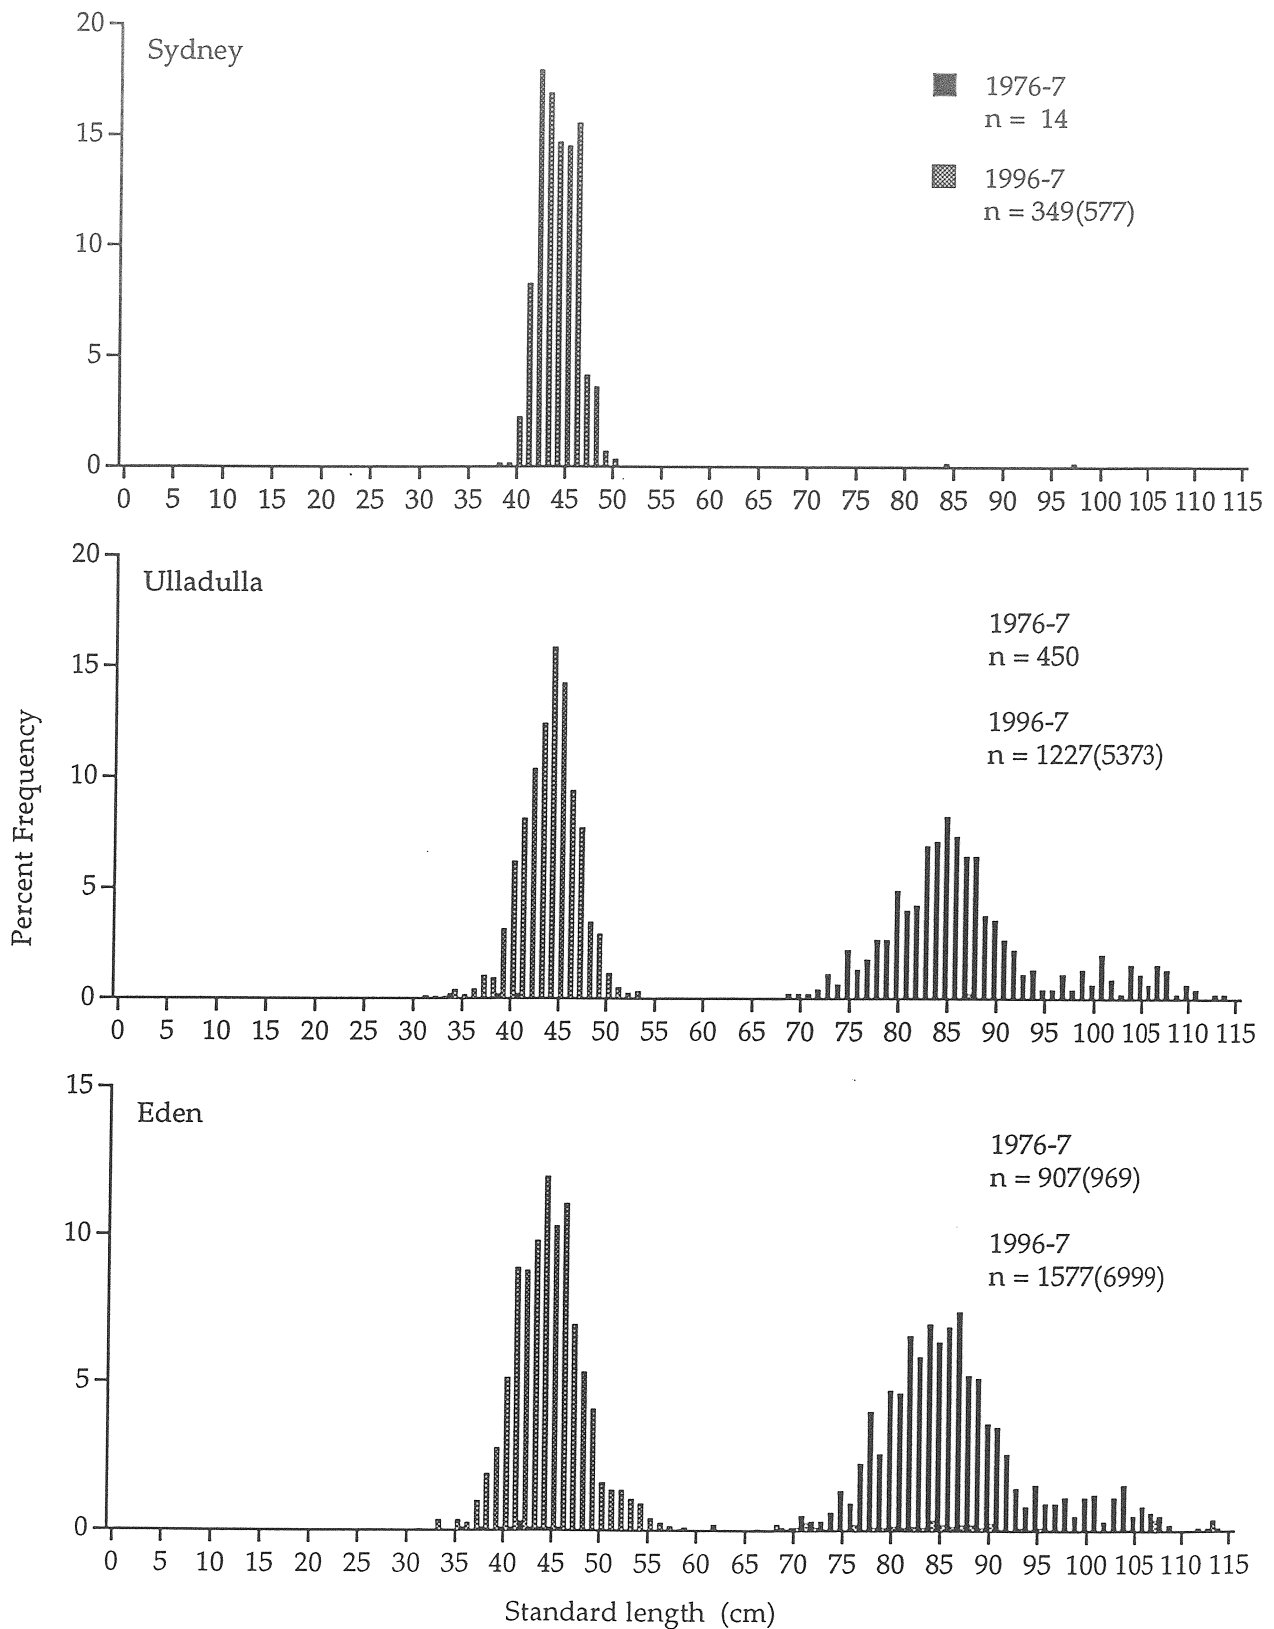 20
Sydney
1976-7
n = 14
15
1996-7
n = 349(577)
10
5
0
0 5 10 15 20 25 30 35 40 45 50 55 60 65 70 75 80 85 90 95 100 105 110 115
20
Ulladulla
1976-7
n = 450
15
1996-7
n = 1227(5373)
10
5
0
0 5 10 15 20 25 30 35 40 45 50 55 60 65 70 75 80 85 90 95 100 105 110 115
Percent Frequency
15
Eden
1976-7
n = 907(969)
10
1996-7
n = 1577(6999)
5
0
0 5 10 15 20 25 30 35 40 45 50 55 60 65 70 75 80 85 90 95 100 105 110 115
Standard length (cm)